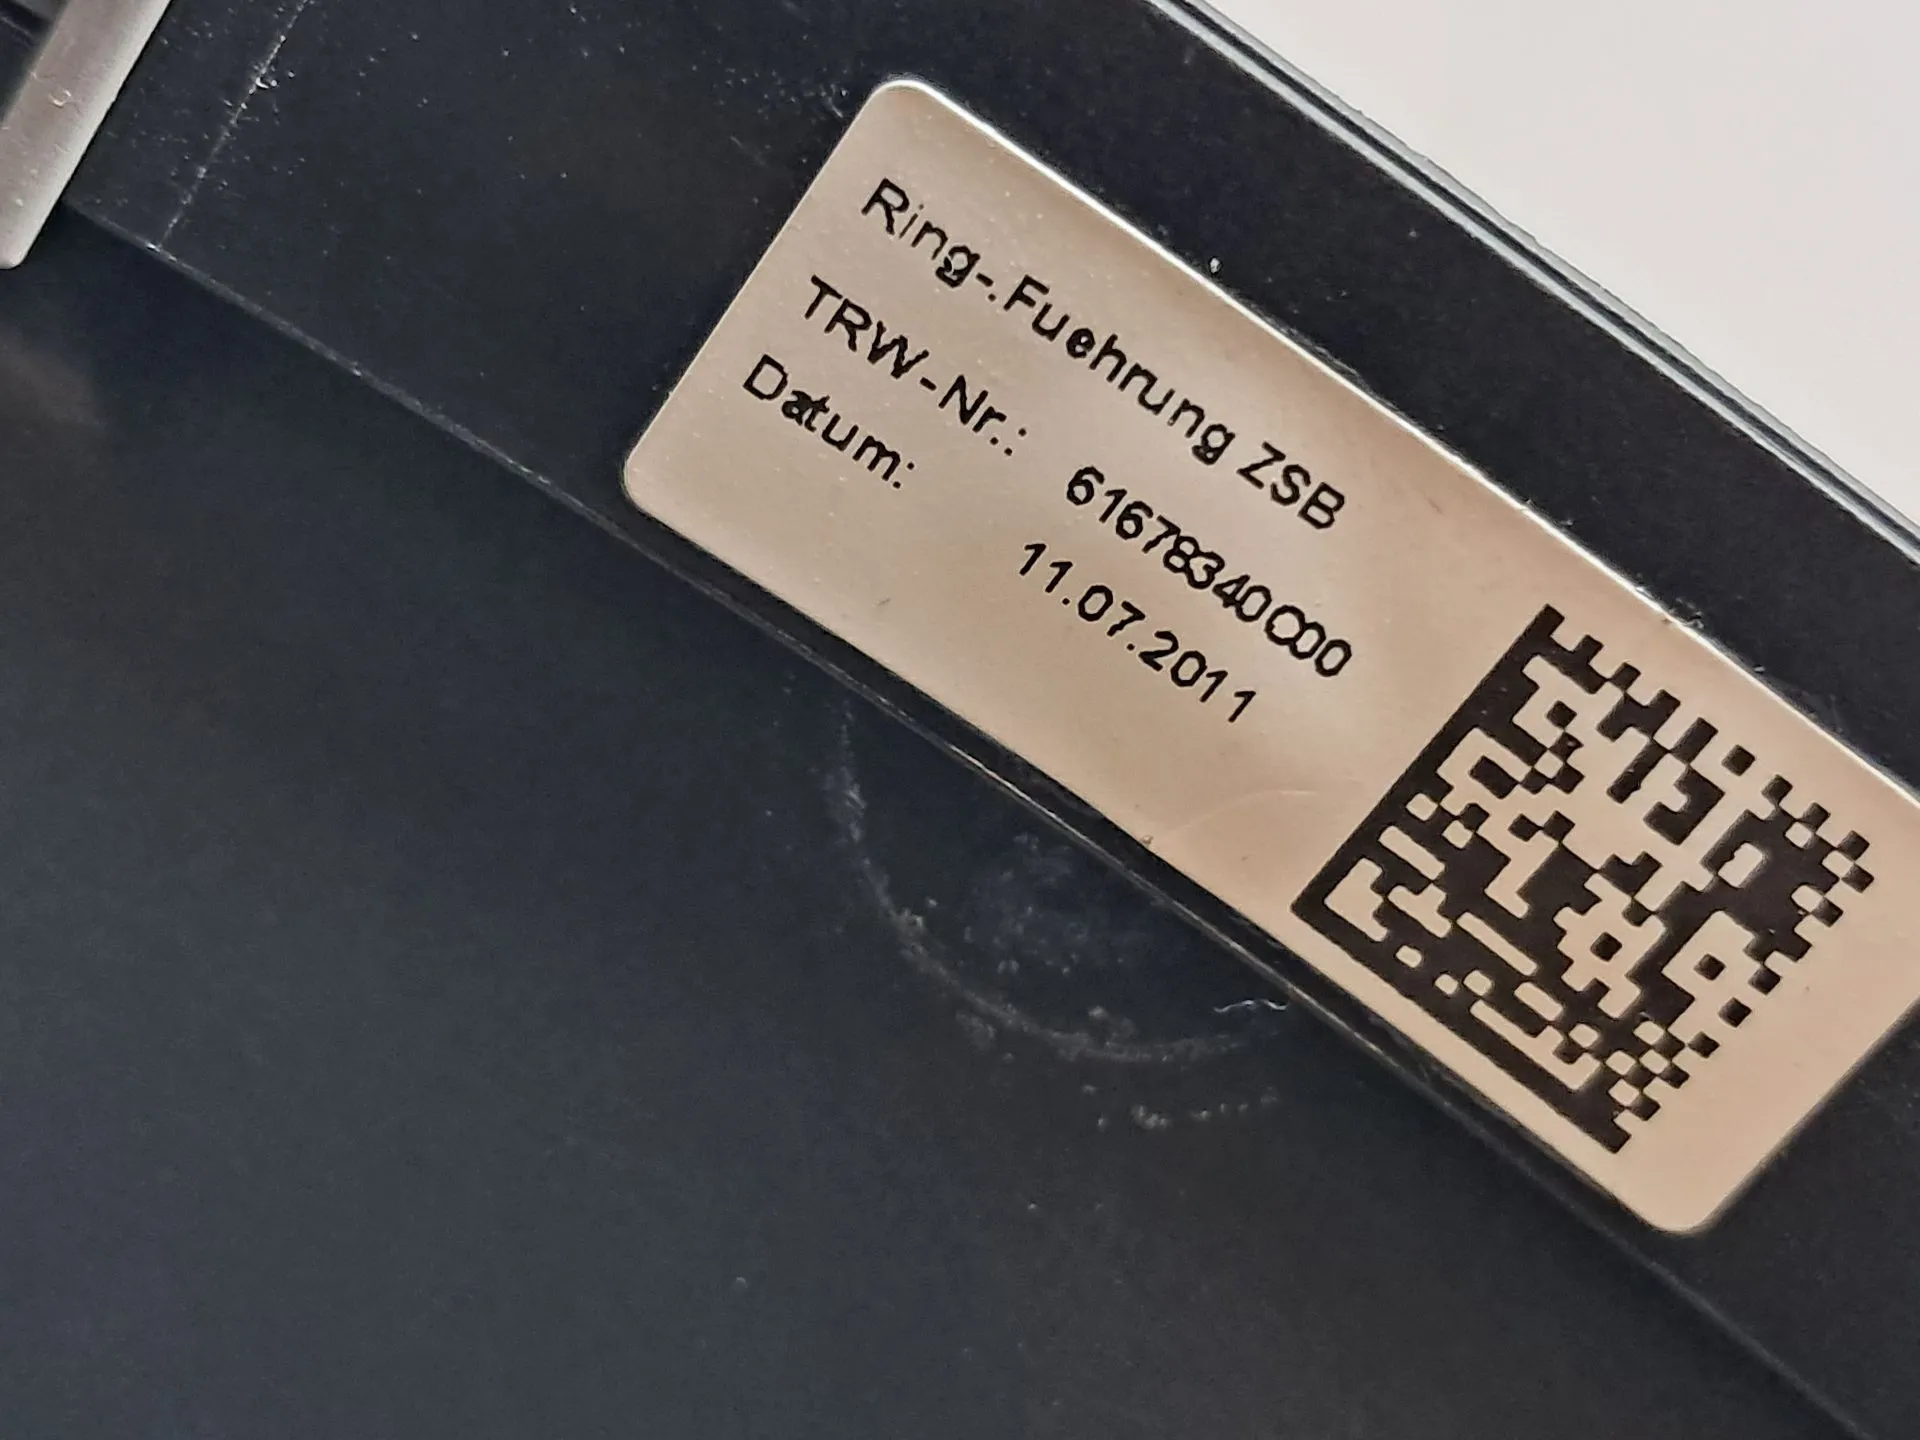 Ring-.Fuehrung ZSB
TRW-Nr.: 61678340C00
Datum: 11.07.2011